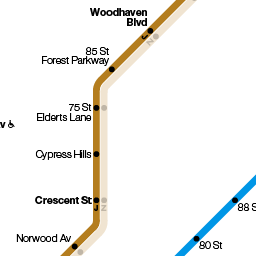 Woodhaven
Blvd
J
Z
85 St
Forest Parkway
75 St
Elderts Lane
Cypress Hills
Crescent St
J Z
88 S
Norwood Av
80 St